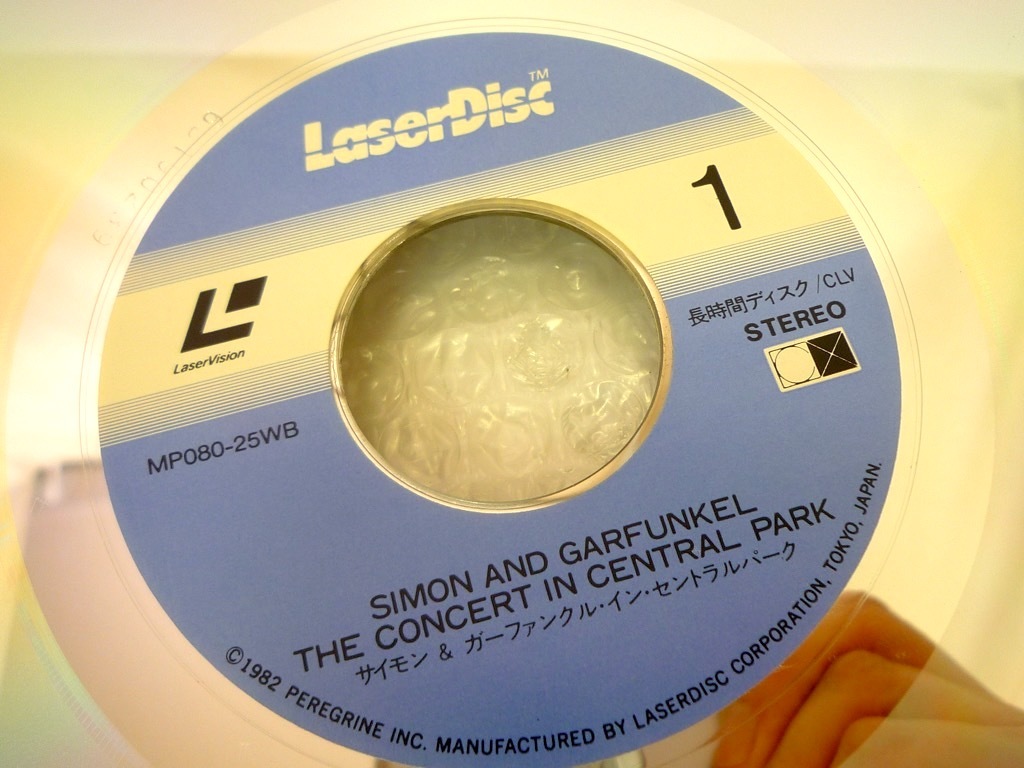 LaserDisc™
1
LaserVision
長時間ディスク/CLV
STEREO
MP080-25WB
SIMON AND GARFUNKEL
THE CONCERT IN CENTRAL PARK
サイモン & ガーファンクル・イン・セントラルパーク
©1982 PEREGRINE INC. MANUFACTURED BY LASERDISC CORPORATION, TOKYO, JAPAN.